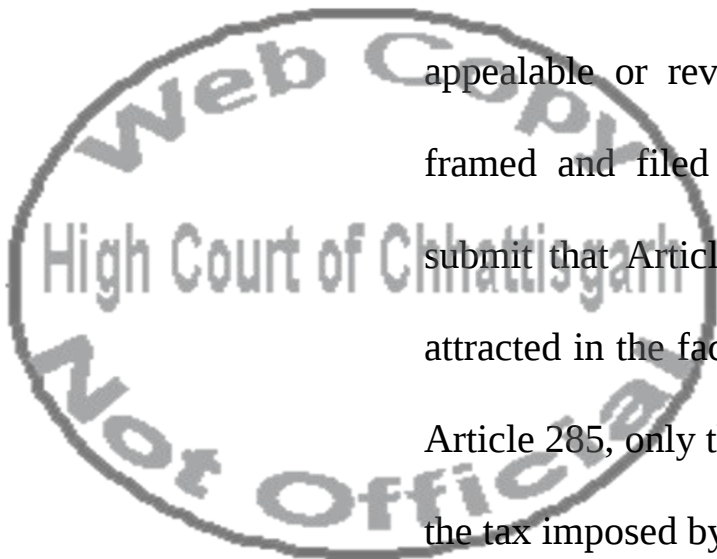 Web Copy
High Court of Chhattisgarh
Not Official
appealable or rev
framed and filed
submit that Articl
attracted in the fac
Article 285, only t
the tax imposed by